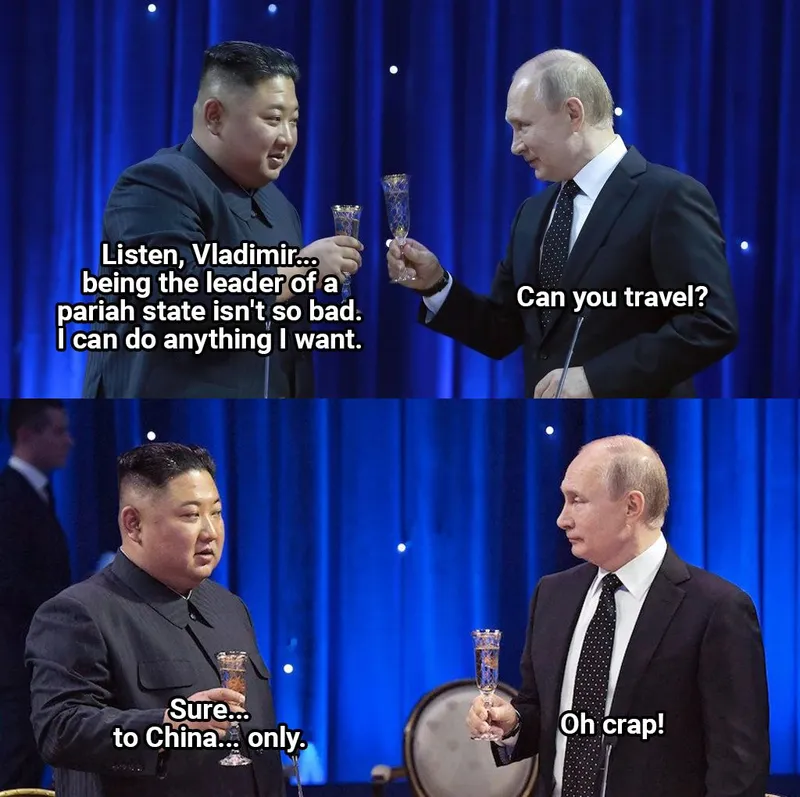 Listen, Vladimir...
being the leader of a
pariah state isn't so bad.
I can do anything I want.
Can you travel?
Sure...
to China... only.
Oh crap!